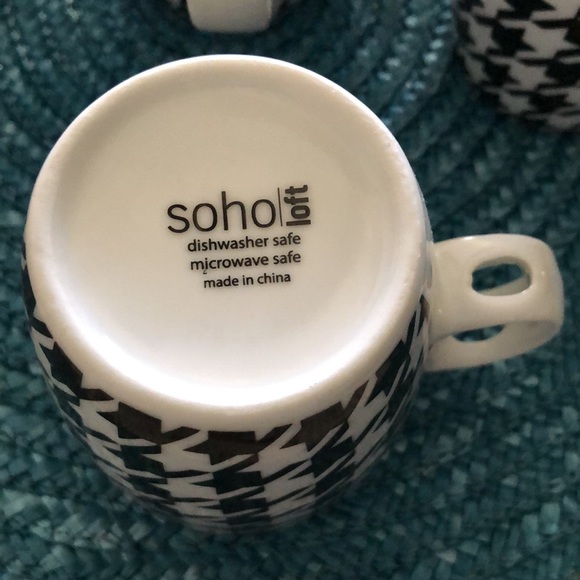 soho loft
dishwasher safe
microwave safe
made in china